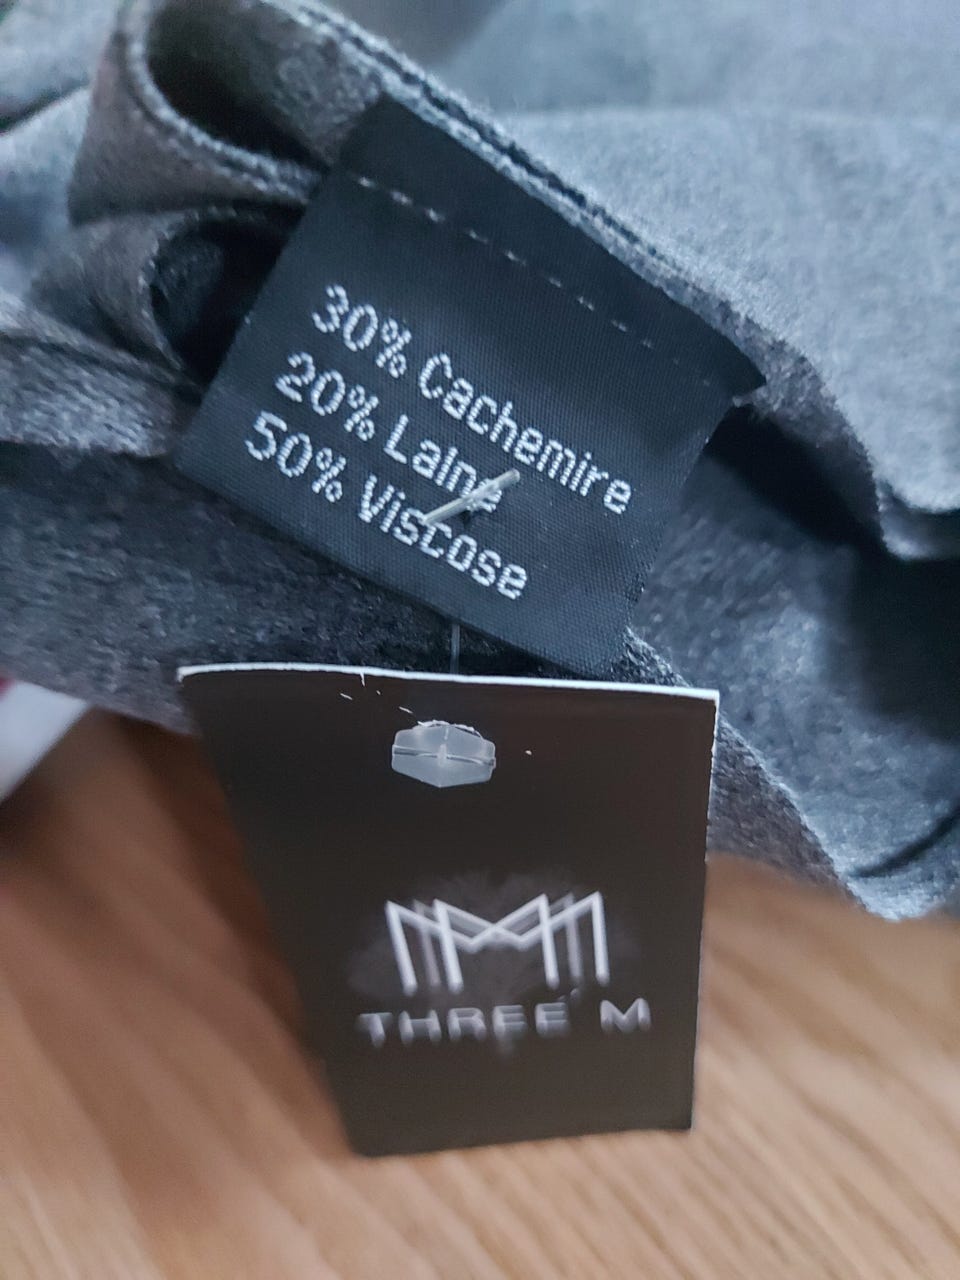 30% Cachemire
20% Laine
50% Viscose
THREE M